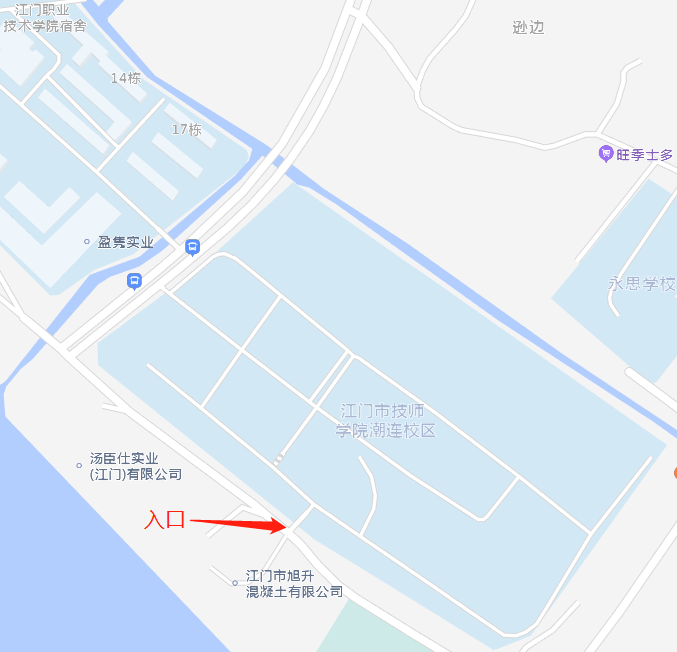 江门职业
技术学院宿舍
逊边
14栋
17栋
旺季士多
盈隽实业
永思学校
江门市技师
学院潮连校区
汤臣仕实业
(江门)有限公司
入口
江门市旭升
混凝土有限公司